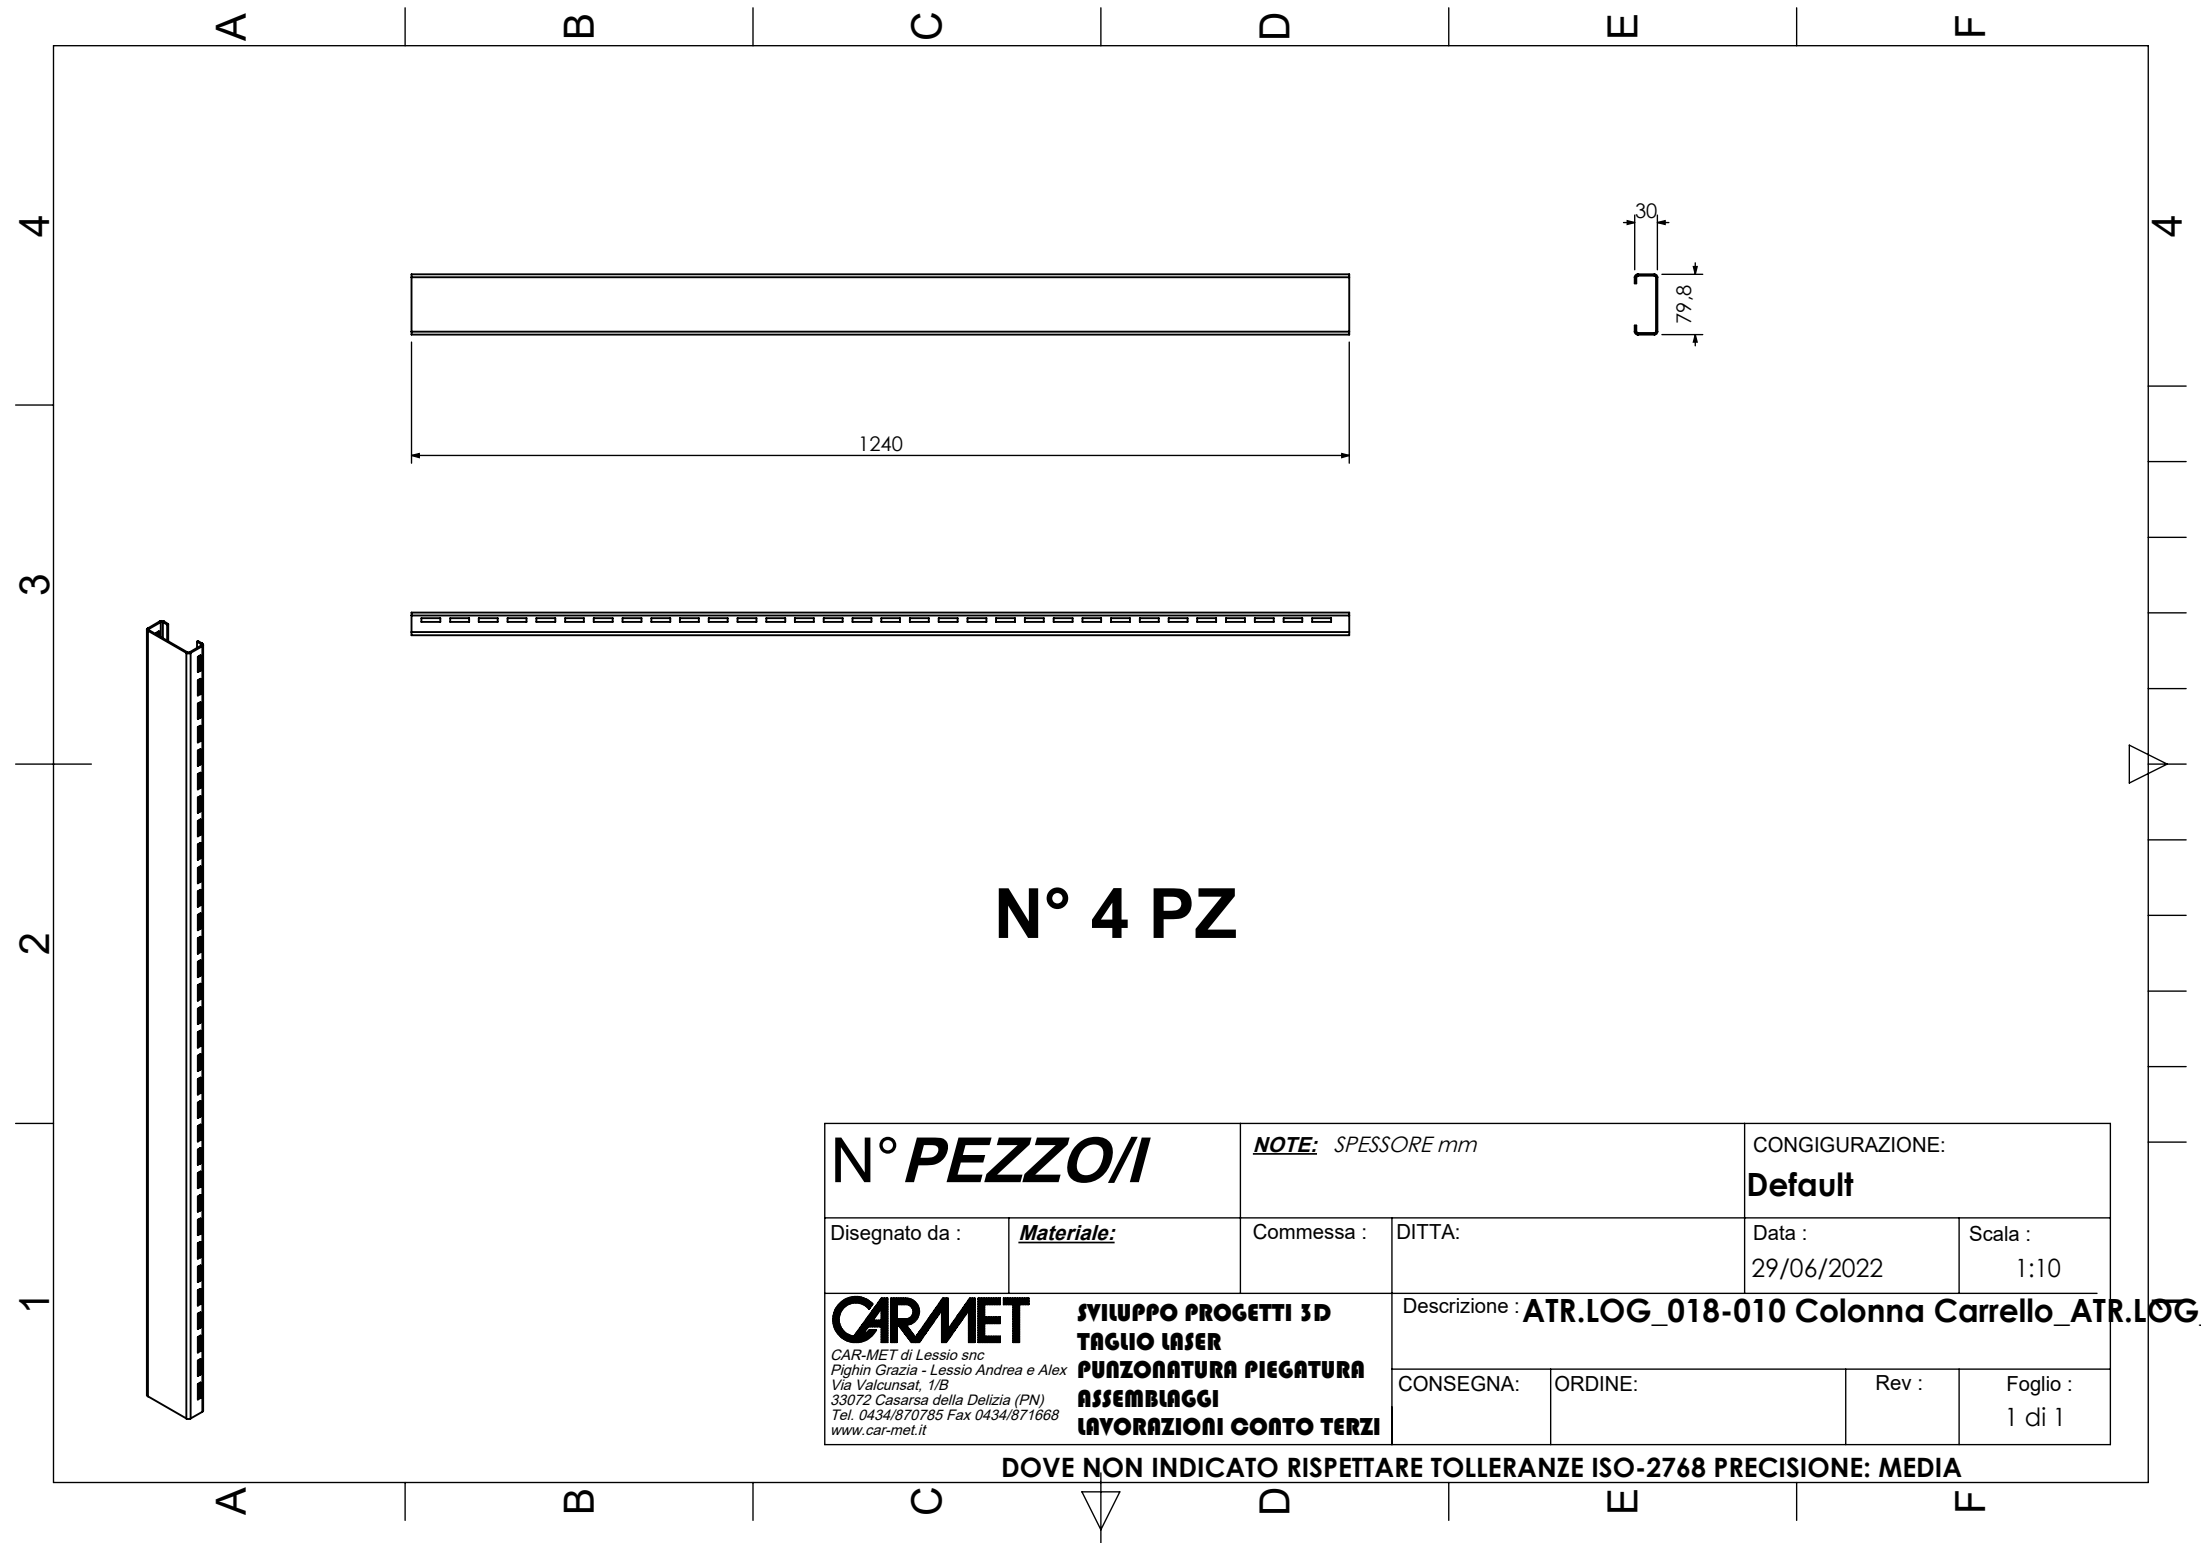 A B C D E F
4 4
30
79,8
1240
3
N° 4 PZ
2
N° PEZZO/I
NOTE: SPESSORE mm
CONGIGURAZIONE:
Default
Disegnato da :
Materiale:
Commessa :
DITTA:
Data :
29/06/2022
Scala :
1:10
1 1
CARMET
CAR-MET di Lessio snc
Pighin Grazia - Lessio Andrea e Alex
Via Valcunsat, 1/B
33072 Casarsa della Delizia (PN)
Tel. 0434/870785 Fax 0434/871668
www.car-met.it
SVILUPPO PROGETTI 3D
TAGLIO LASER
PUNZONATURA PIEGATURA
ASSEMBLAGGI
LAVORAZIONI CONTO TERZI
Descrizione : ATR.LOG_018-010 Colonna Carrello_ATR.LOG_
CONSEGNA:
ORDINE:
Rev :
Foglio :
1 di 1
DOVE NON INDICATO RISPETTARE TOLLERANZE ISO-2768 PRECISIONE: MEDIA
A B C D E F